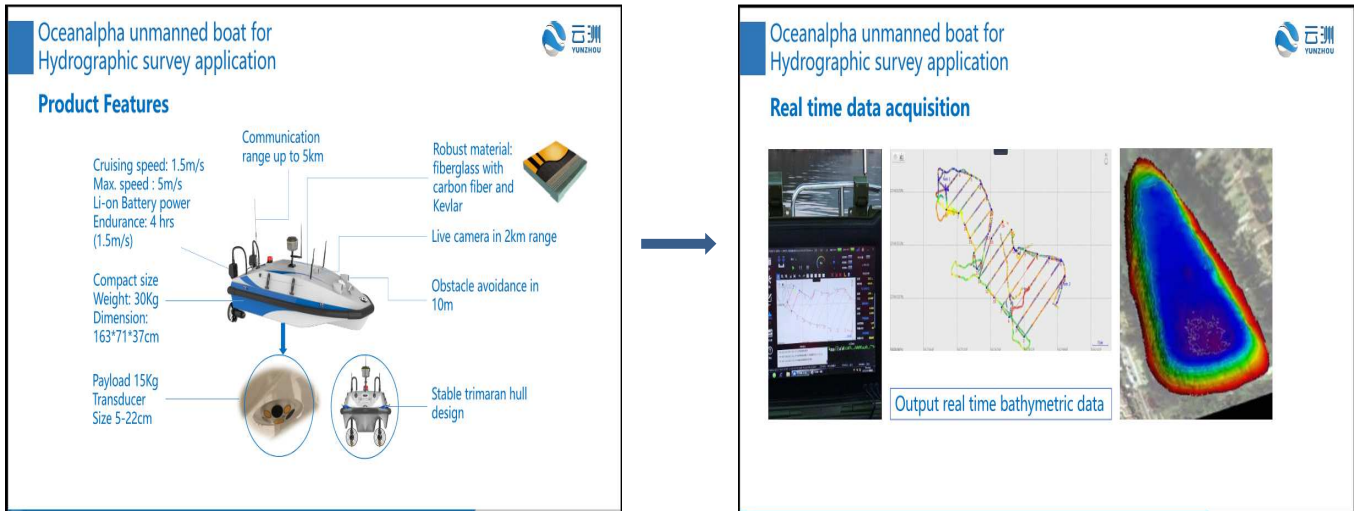 Oceanalpha unmanned boat for
Hydrographic survey application
云洲
YUNZHOU
Product Features
Communication
range up to 5km
Cruising speed: 1.5m/s
Max. speed : 5m/s
Li-on Battery power
Endurance: 4 hrs
(1.5m/s)
Robust material:
fiberglass with
carbon fiber and
Kevlar
Live camera in 2km range
Compact size
Weight: 30Kg
Dimension:
163*71*37cm
Obstacle avoidance in
10m
Payload 15Kg
Transducer
Size 5-22cm
Stable trimaran hull
design
Oceanalpha unmanned boat for
Hydrographic survey application
云洲
YUNZHOU
Real time data acquisition
Output real time bathymetric data